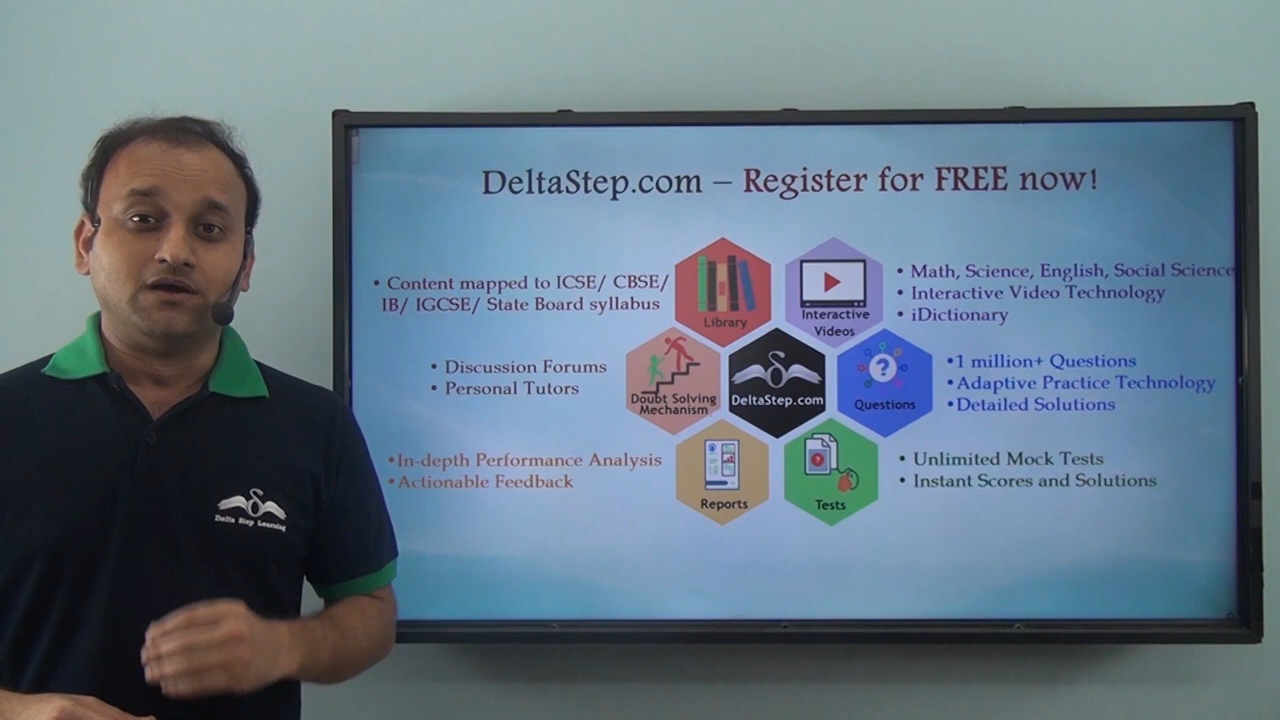 DeltaStep.com – Register for FREE now!
• Content mapped to ICSE/ CBSE/
IB/ IGCSE/ State Board syllabus
Library
Interactive
Videos
• Math, Science, English, Social Science
• Interactive Video Technology
• iDictionary
• Discussion Forums
• Personal Tutors
Doubt Solving
Mechanism
δ
DeltaStep.com
?
Questions
•1 million+ Questions
•Adaptive Practice Technology
•Detailed Solutions
•In-depth Performance Analysis
•Actionable Feedback
Reports
?
Tests
• Unlimited Mock Tests
• Instant Scores and Solutions
δ
Delta Step Learning